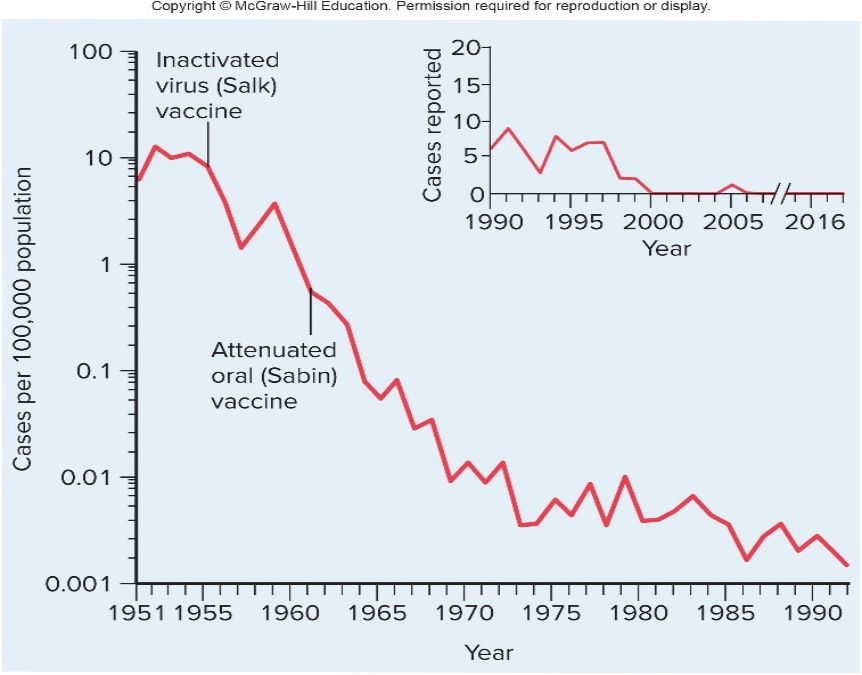 Copyright © McGraw-Hill Education. Permission required for reproduction or display.
100
10
1
0.1
0.01
0.001
Cases per 100,000 population
Inactivated
virus (Salk)
vaccine
Attenuated
oral (Sabin)
vaccine
1951 1955 1960 1965 1970 1975 1980 1985 1990
Year
20
15
10
5
0
Cases reported
1990 1995 2000 2005 2016
Year